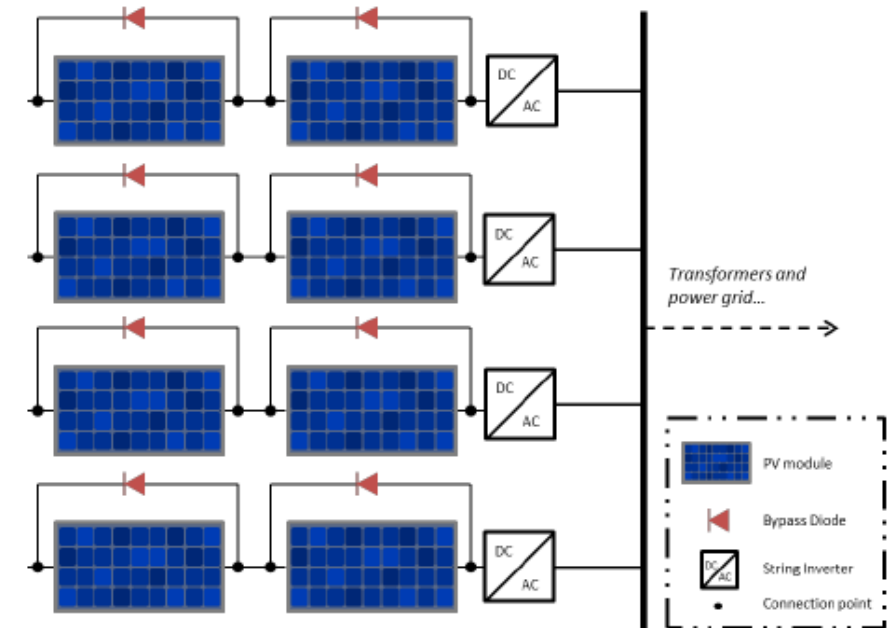 DC
AC
DC
AC
Transformers and
power grid...
DC
AC
PV module
Bypass Diode
DC
AC
DC
AC
String Inverter
Connection point